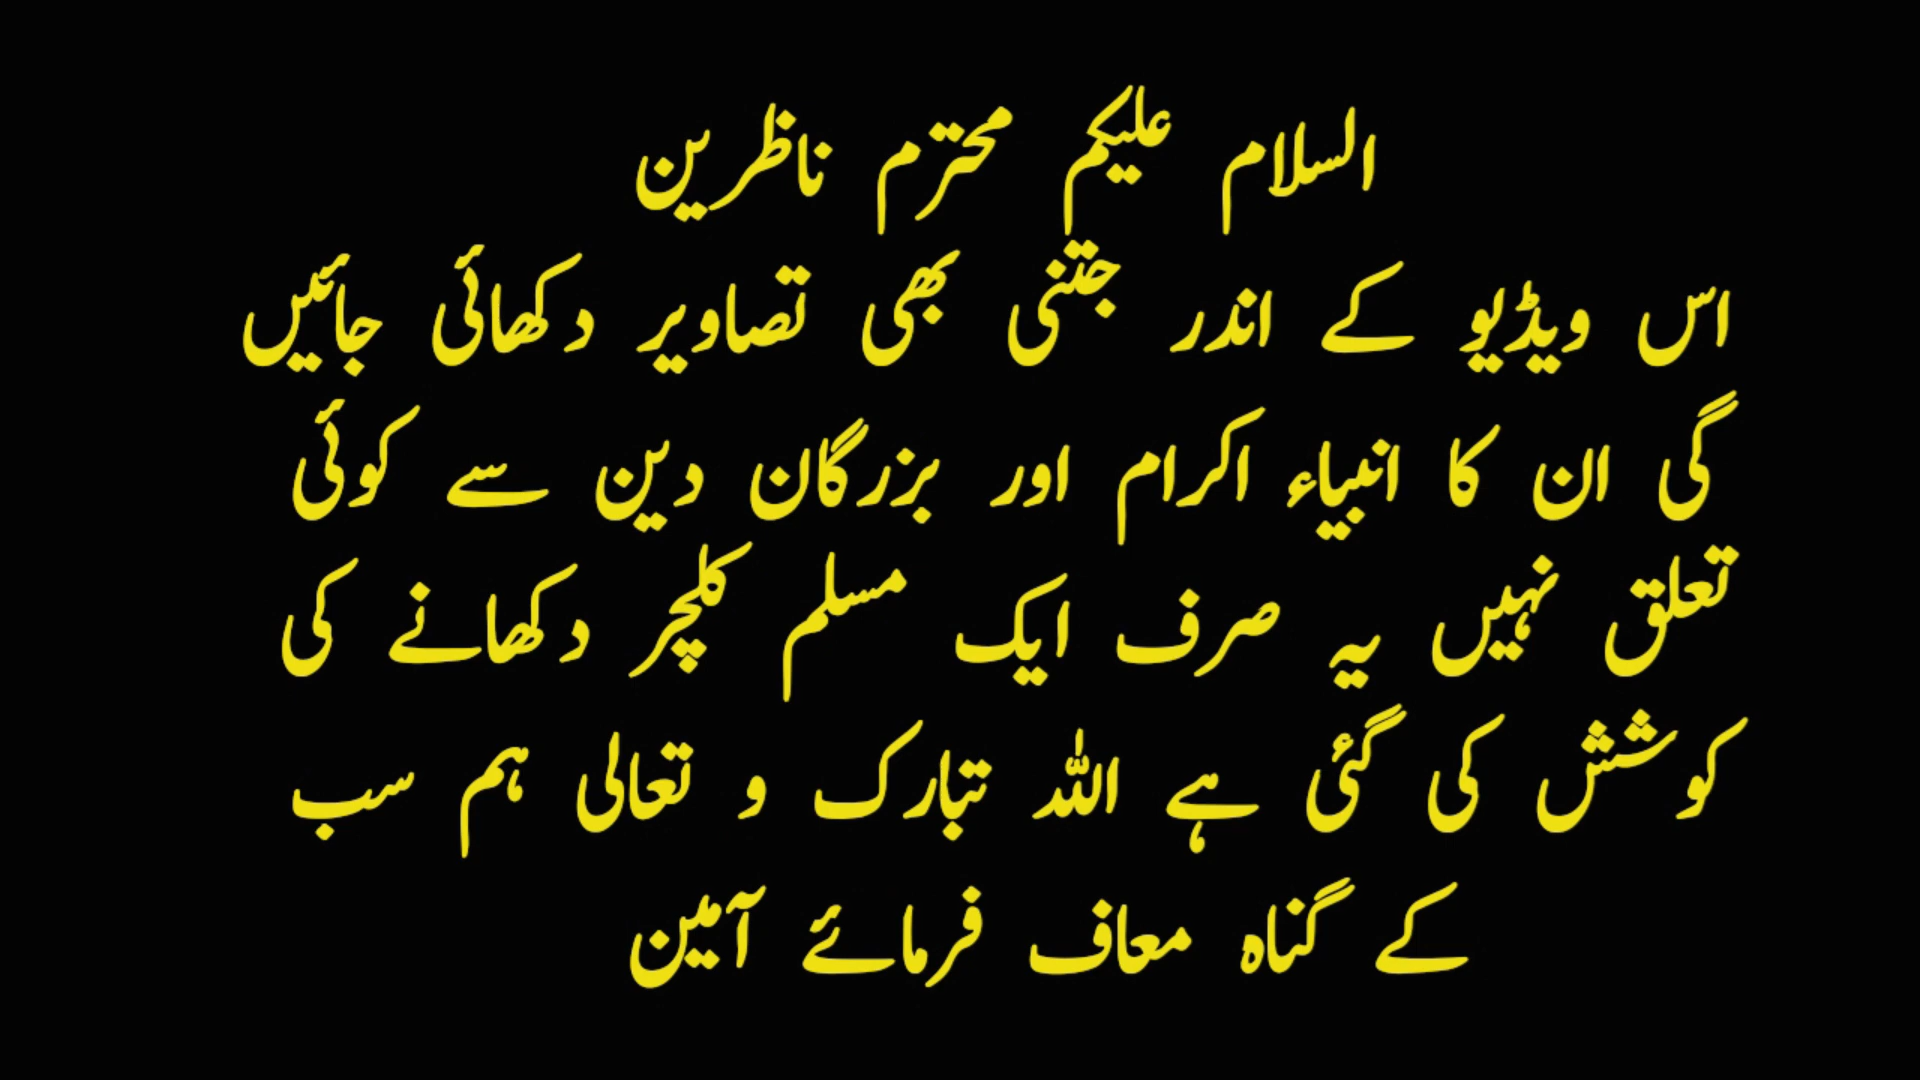 السلام علیکم محترم ناظرین
اس ویڈیو کے اندر جتنی بھی تصاویر دکھائی جائیں
گی ان کا انبیاء اکرام اور بزرگان دین سے کوئی
تعلق نہیں یہ صرف ایک مسلم کلچر دکھانے کی
کوشش کی گئی ہے اللہ تبارک و تعالی ہم سب
کے گناہ معاف فرمائے آمین